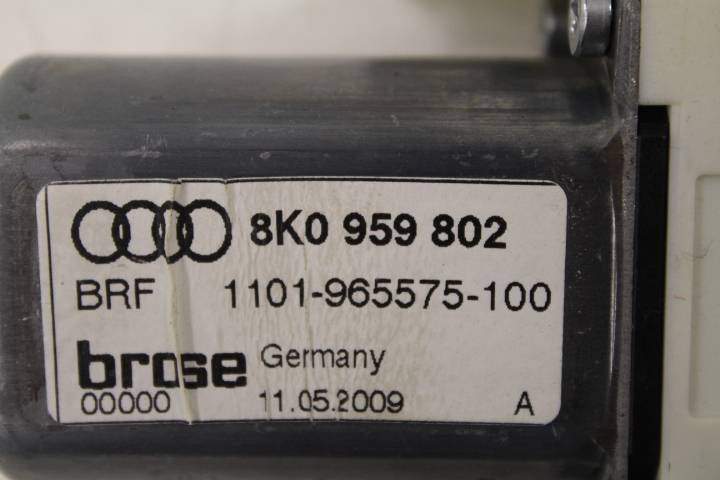 8K0 959 802
BRF 1101-965575-100
brose Germany
00000 11.05.2009 A